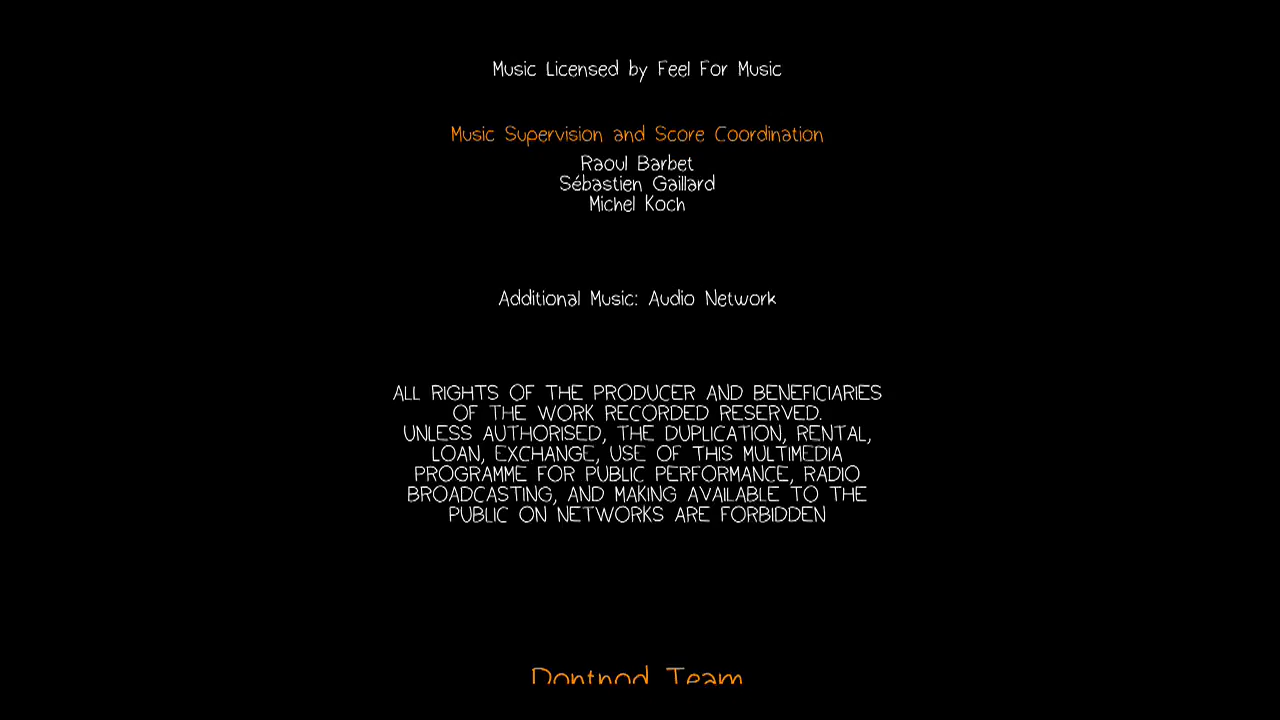 Music Licensed by Feel For Music
Music Supervision and Score Coordination
Raoul Barbet
Sébastien Gaillard
Michel Koch
Additional Music: Audio Network
ALL RIGHTS OF THE PRODUCER AND BENEFICIARIES
OF THE WORK RECORDED RESERVED.
UNLESS AUTHORISED, THE DUPLICATION, RENTAL,
LOAN, EXCHANGE, USE OF THIS MULTIMEDIA
PROGRAMME FOR PUBLIC PERFORMANCE, RADIO
BROADCASTING, AND MAKING AVAILABLE TO THE
PUBLIC ON NETWORKS ARE FORBIDDEN
Dontnod Team